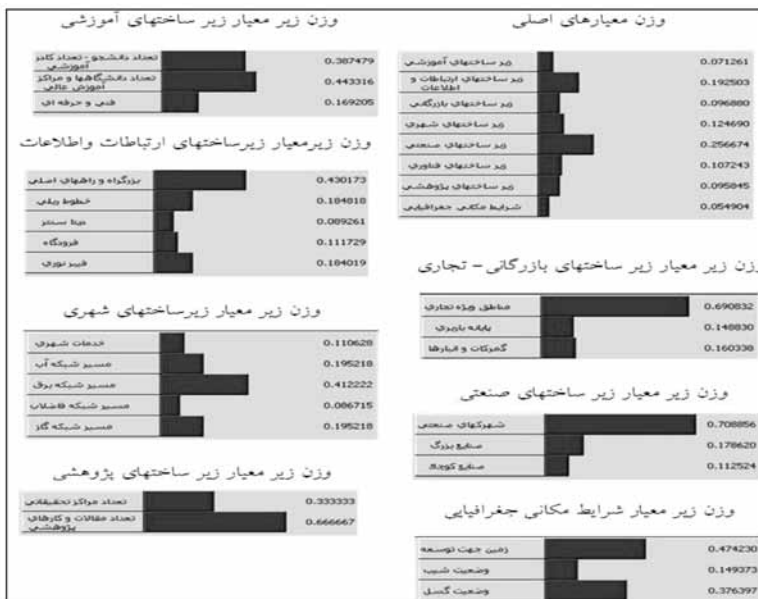 وزن معیارهای اصلی
زیر ساختهای آموزشی 0.071261
زیر ساختهای ارتباطات و اطلاعات 0.192503
زیر ساختهای بازرگانی 0.096880
زیر ساختهای شهری 0.124690
زیر ساختهای صنعتی 0.256674
زیر ساختهای فناوری 0.107243
زیر ساختهای پژوهشی 0.095845
شرایط مکانی جغرافیایی 0.054904
وزن زیر معیار زیر ساختهای آموزشی
تعداد دانشجو - تعداد کادر آموزشی 0.387479
تعداد دانشگاهها و مراکز آموزش عالی 0.443316
فنی و حرفه ای 0.169205
وزن زیرمعیار زیرساختهای ارتباطات واطلاعات
بزرگراه و راههای اصلی 0.430173
خطوط ریلی 0.184818
دیتا سنتر 0.089261
فرودگاه 0.111729
فیبر نوری 0.184019
وزن زیر معیار زیر ساختهای بازرگانی - تجاری
مناطق ویژه تجاری 0.690832
پایانه باربری 0.148830
گمرکات و انبارها 0.160338
وزن زیر معیار زیرساختهای شهری
خدمات شهری 0.110628
مسیر شبکه آب 0.195218
مسیر شبکه برق 0.412222
مسیر شبکه فاضلاب 0.086715
مسیر شبکه گاز 0.195218
وزن زیر معیار زیر ساختهای صنعتی
شهرکهای صنعتی 0.708856
صنایع بزرگ 0.178620
صنایع کوچک 0.112524
وزن زیر معیار زیر ساختهای پژوهشی
تعداد مراکز تحقیقاتی 0.333333
تعداد مقالات و کارهای پژوهشی 0.666667
وزن زیر معیار شرایط مکانی جغرافیایی
زمین جهت توسعه 0.474230
وضعیت شیب 0.149373
وضعیت گسل 0.376397